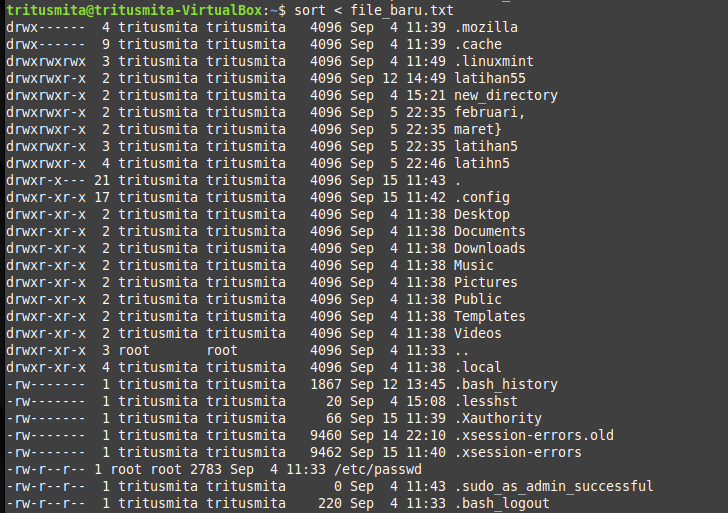 tritusmita@tritusmita-VirtualBox:~$ sort < file_baru.txt
drwx------  4 tritusmita tritusmita   4096 Sep  4 11:39 .mozilla
drwx------  9 tritusmita tritusmita   4096 Sep  4 11:39 .cache
drwxrwxrwx  3 tritusmita tritusmita   4096 Sep  4 11:49 .linuxmint
drwxrwxr-x  2 tritusmita tritusmita   4096 Sep 12 14:49 latihan55
drwxrwxr-x  2 tritusmita tritusmita   4096 Sep  4 15:21 new_directory
drwxrwxr-x  2 tritusmita tritusmita   4096 Sep  5 22:35 februari,
drwxrwxr-x  2 tritusmita tritusmita   4096 Sep  5 22:35 maret}
drwxrwxr-x  3 tritusmita tritusmita   4096 Sep  5 22:35 latihan5
drwxrwxr-x  4 tritusmita tritusmita   4096 Sep  5 22:46 latihn5
drwxr-x--- 21 tritusmita tritusmita   4096 Sep 15 11:43 .
drwxr-xr-x 17 tritusmita tritusmita   4096 Sep 15 11:42 .config
drwxr-xr-x  2 tritusmita tritusmita   4096 Sep  4 11:38 Desktop
drwxr-xr-x  2 tritusmita tritusmita   4096 Sep  4 11:38 Documents
drwxr-xr-x  2 tritusmita tritusmita   4096 Sep  4 11:38 Downloads
drwxr-xr-x  2 tritusmita tritusmita   4096 Sep  4 11:38 Music
drwxr-xr-x  2 tritusmita tritusmita   4096 Sep  4 11:38 Pictures
drwxr-xr-x  2 tritusmita tritusmita   4096 Sep  4 11:38 Public
drwxr-xr-x  2 tritusmita tritusmita   4096 Sep  4 11:38 Templates
drwxr-xr-x  2 tritusmita tritusmita   4096 Sep  4 11:38 Videos
drwxr-xr-x  3 root       root         4096 Sep  4 11:33 ..
drwxr-xr-x  4 tritusmita tritusmita   4096 Sep  4 11:38 .local
-rw-------  1 tritusmita tritusmita   1867 Sep 12 13:45 .bash_history
-rw-------  1 tritusmita tritusmita     20 Sep  4 15:08 .lesshst
-rw-------  1 tritusmita tritusmita     66 Sep 15 11:39 .Xauthority
-rw-------  1 tritusmita tritusmita   9460 Sep 14 22:10 .xsession-errors.old
-rw-------  1 tritusmita tritusmita   9462 Sep 15 11:40 .xsession-errors
-rw-r--r-- 1 root root 2783 Sep  4 11:33 /etc/passwd
-rw-r--r--  1 tritusmita tritusmita      0 Sep  4 11:43 .sudo_as_admin_successful
-rw-r--r--  1 tritusmita tritusmita    220 Sep  4 11:33 .bash_logout